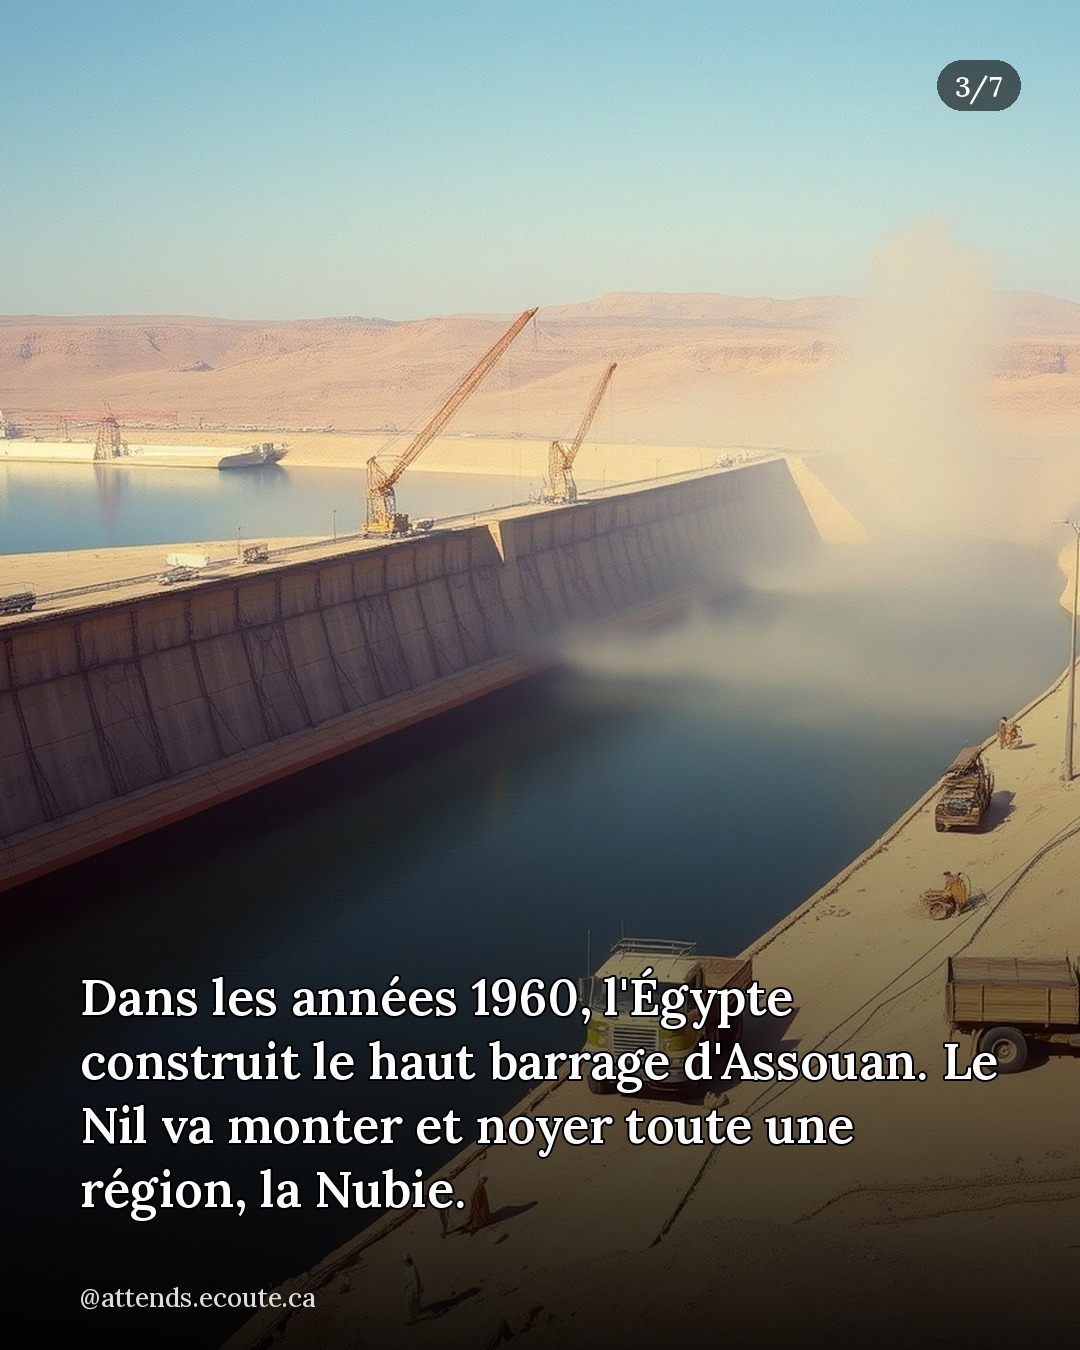 3/7
Dans les années 1960, l'Égypte
construit le haut barrage d'Assouan. Le
Nil va monter et noyer toute une
région, la Nubie.
@attends.ecoute.ca